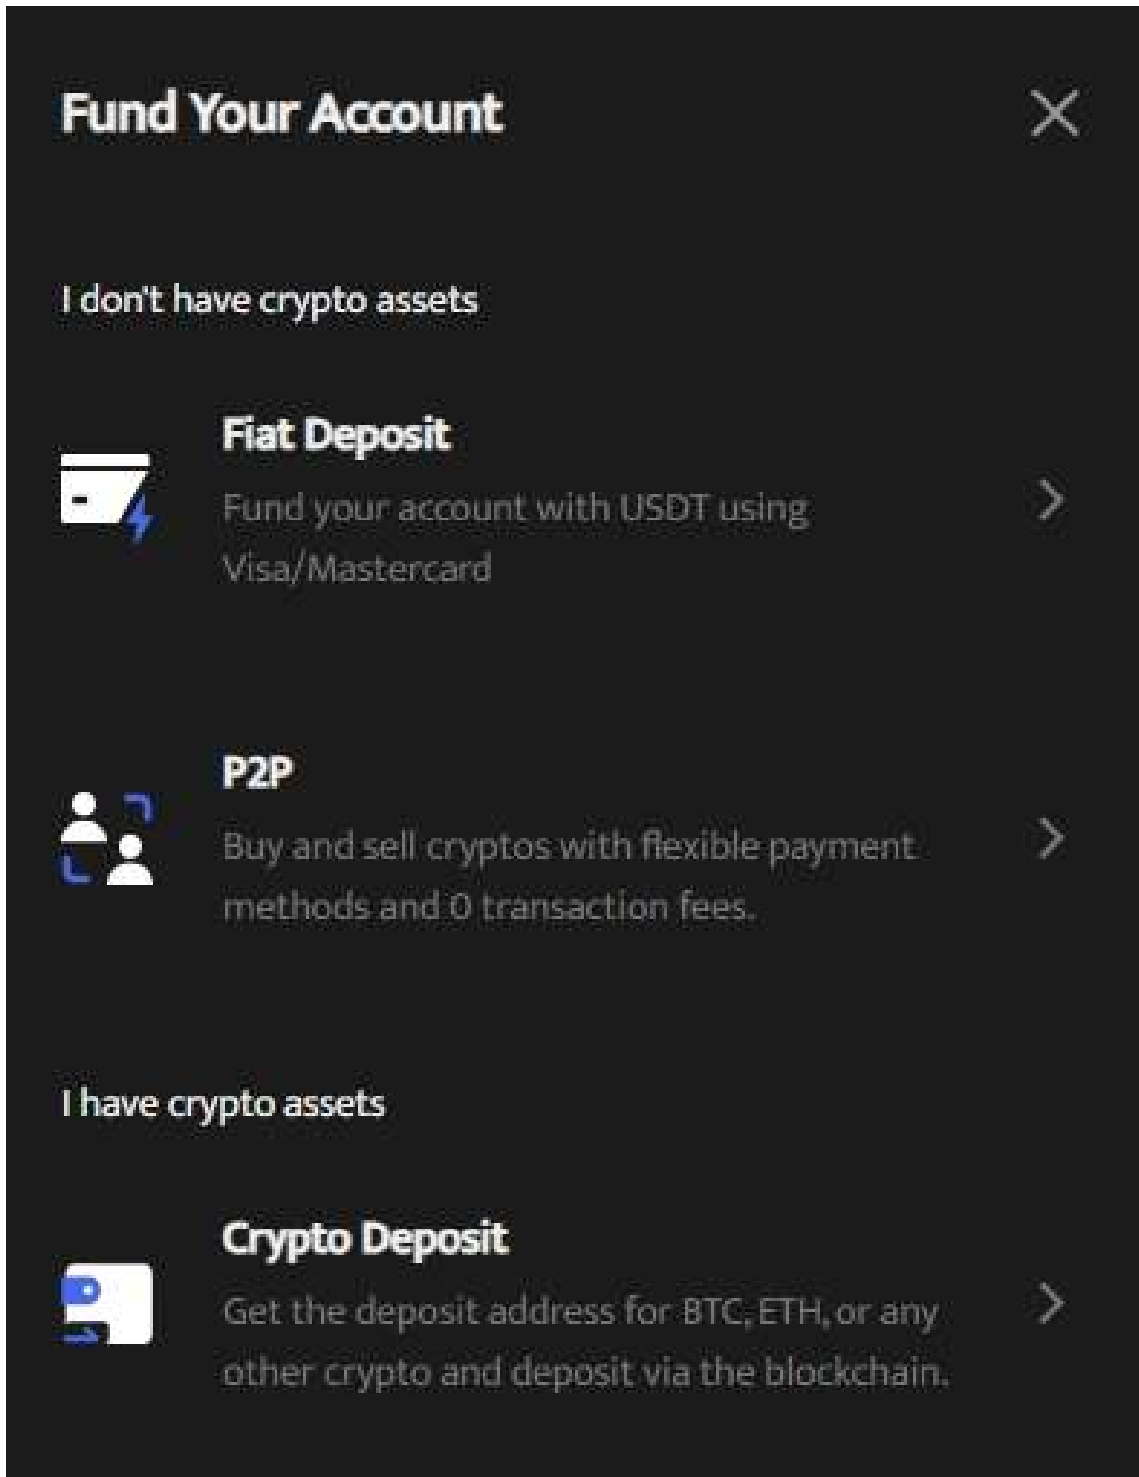 Fund Your Account
I don't have crypto assets
Fiat Deposit
Fund your account with USDT using
Visa/Mastercard
P2P
Buy and sell cryptos with flexible payment
methods and 0 transaction fees.
I have crypto assets
Crypto Deposit
Get the deposit address for BTC, ETH, or any
other crypto and deposit via the blockchain.